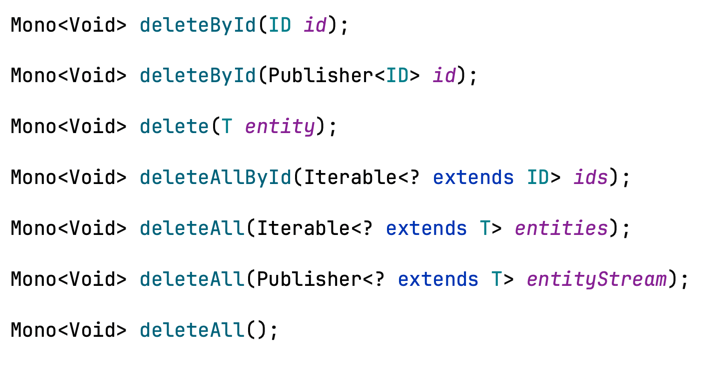 Mono<Void> deleteById(ID id);
Mono<Void> deleteById(Publisher<ID> id);
Mono<Void> delete(T entity);
Mono<Void> deleteAllById(Iterable<? extends ID> ids);
Mono<Void> deleteAll(Iterable<? extends T> entities);
Mono<Void> deleteAll(Publisher<? extends T> entityStream);
Mono<Void> deleteAll();